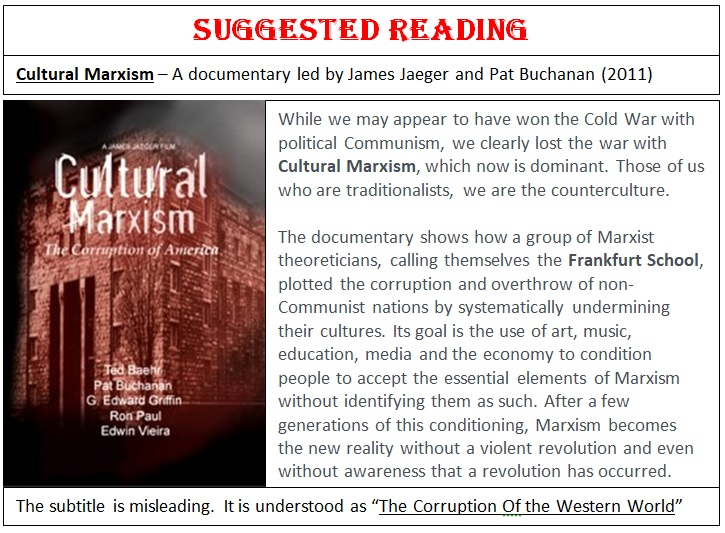 SUGGESTED READING
Cultural Marxism – A documentary led by James Jaeger and Pat Buchanan (2011)
A JAMES JAEGER FILM
Cultural
Marxism
The Corruption of America
Ted Baehr
Pat Buchanan
G. Edward Griffin
Ron Paul
Edwin Vieira
While we may appear to have won the Cold War with
political Communism, we clearly lost the war with
Cultural Marxism, which now is dominant. Those of us
who are traditionalists, we are the counterculture.
The documentary shows how a group of Marxist
theoreticians, calling themselves the Frankfurt School,
plotted the corruption and overthrow of non-
Communist nations by systematically undermining
their cultures. Its goal is the use of art, music,
education, media and the economy to condition
people to accept the essential elements of Marxism
without identifying them as such. After a few
generations of this conditioning, Marxism becomes
the new reality without a violent revolution and even
without awareness that a revolution has occurred.
The subtitle is misleading. It is understood as “The Corruption Of the Western World”